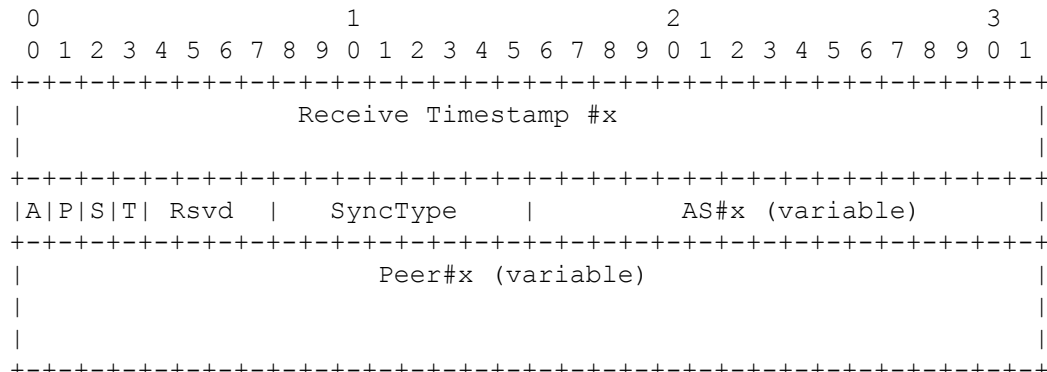 0                   1                   2                   3
 0 1 2 3 4 5 6 7 8 9 0 1 2 3 4 5 6 7 8 9 0 1 2 3 4 5 6 7 8 9 0 1
+-+-+-+-+-+-+-+-+-+-+-+-+-+-+-+-+-+-+-+-+-+-+-+-+-+-+-+-+-+-+-+-+
|                 Receive Timestamp #x                          |
|                                                               |
+-+-+-+-+-+-+-+-+-+-+-+-+-+-+-+-+-+-+-+-+-+-+-+-+-+-+-+-+-+-+-+-+
|A|P|S|T| Rsvd  |   SyncType    |         AS#x (variable)       |
+-+-+-+-+-+-+-+-+-+-+-+-+-+-+-+-+-+-+-+-+-+-+-+-+-+-+-+-+-+-+-+-+
|                      Peer#x (variable)                        |
|                                                               |
|                                                               |
+-+-+-+-+-+-+-+-+-+-+-+-+-+-+-+-+-+-+-+-+-+-+-+-+-+-+-+-+-+-+-+-+